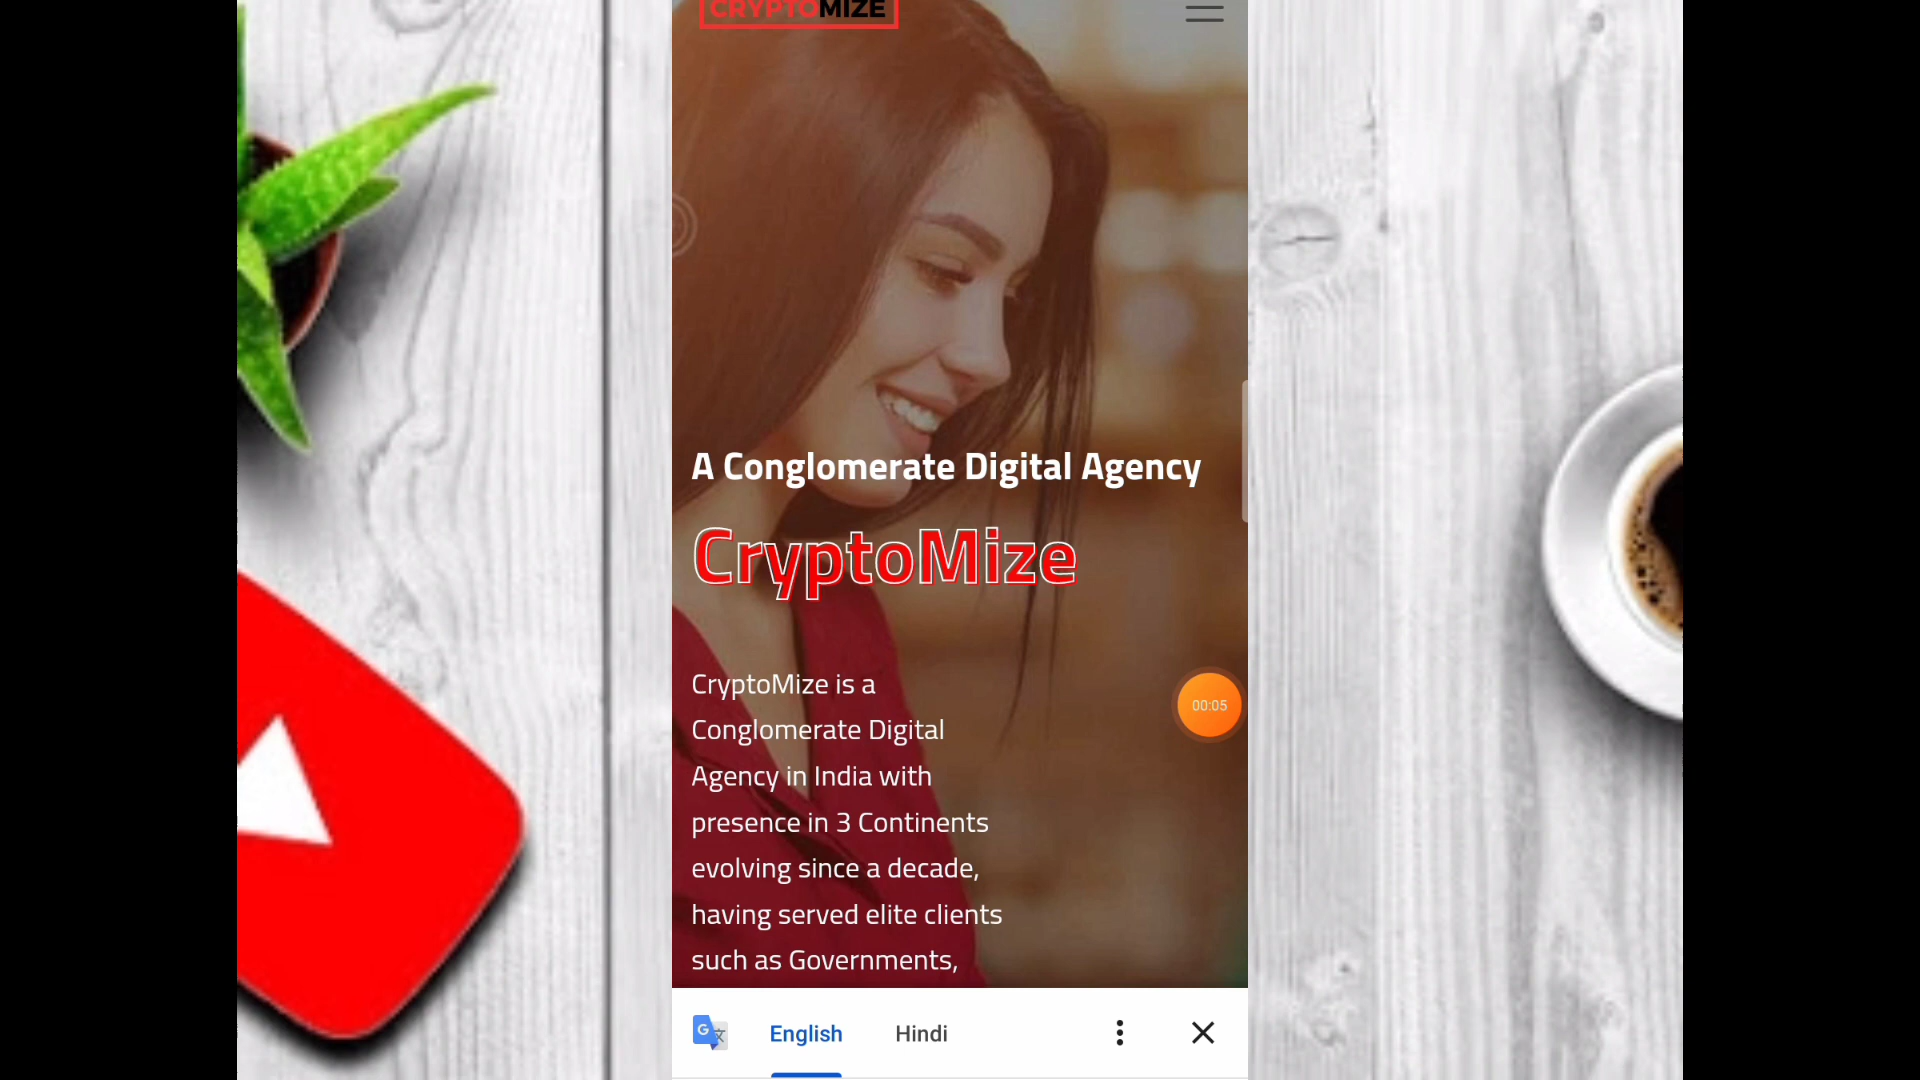 CRYPTOMIZE
A Conglomerate Digital Agency
CryptoMize
CryptoMize is a
Conglomerate Digital
Agency in India with
presence in 3 Continents
evolving since a decade,
having served elite clients
such as Governments,
00:05
English Hindi